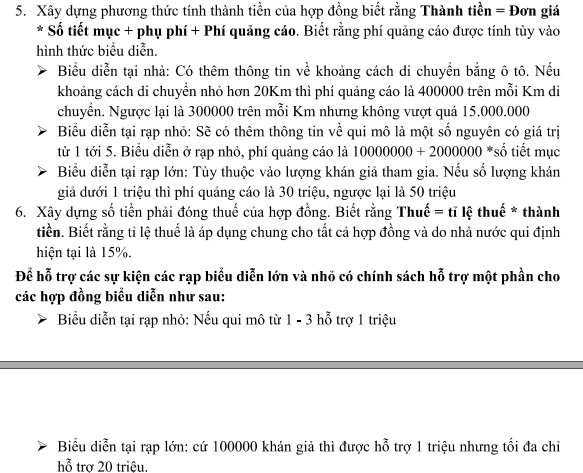 5. Xây dựng phương thức tính thành tiền của hợp đồng biết rằng Thành tiền = Đơn giá
* Số tiết mục + phụ phí + Phí quảng cáo. Biết rằng phí quảng cáo được tính tùy vào
hình thức biểu diễn.
➢ Biểu diễn tại nhà: Có thêm thông tin về khoảng cách di chuyển bằng ô tô. Nếu
khoảng cách di chuyển nhỏ hơn 20Km thì phí quảng cáo là 400000 trên mỗi Km di
chuyển. Ngược lại là 300000 trên mỗi Km nhưng không vượt quá 15.000.000
➢ Biểu diễn tại rạp nhỏ: Sẽ có thêm thông tin về qui mô là một số nguyên có giá trị
từ 1 tới 5. Biểu diễn ở rạp nhỏ, phí quảng cáo là 10000000 + 2000000 *số tiết mục
➢ Biểu diễn tại rạp lớn: Tùy thuộc vào lượng khán giả tham gia. Nếu số lượng khán
giả dưới 1 triệu thì phí quảng cáo là 30 triệu, ngược lại là 50 triệu
6. Xây dựng số tiền phải đóng thuế của hợp đồng. Biết rằng Thuế = tỉ lệ thuế * thành
tiền. Biết rằng tỉ lệ thuế là áp dụng chung cho tất cả hợp đồng và do nhà nước qui định
hiện tại là 15%.
Để hỗ trợ các sự kiện các rạp biểu diễn lớn và nhỏ có chính sách hỗ trợ một phần cho
các hợp đồng biểu diễn như sau:
➢ Biểu diễn tại rạp nhỏ: Nếu qui mô từ 1 - 3 hỗ trợ 1 triệu
➢ Biểu diễn tại rạp lớn: cứ 100000 khán giả thì được hỗ trợ 1 triệu nhưng tối đa chỉ
hỗ trợ 20 triệu.